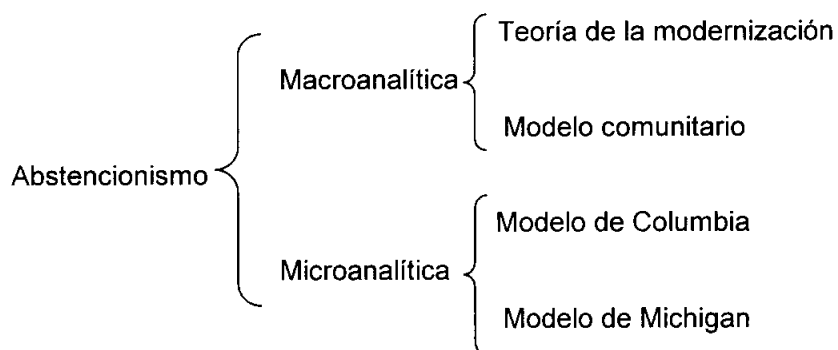 Teoría de la modernización
Macroanalítica
Modelo comunitario
Abstencionismo
Modelo de Columbia
Microanalítica
Modelo de Michigan